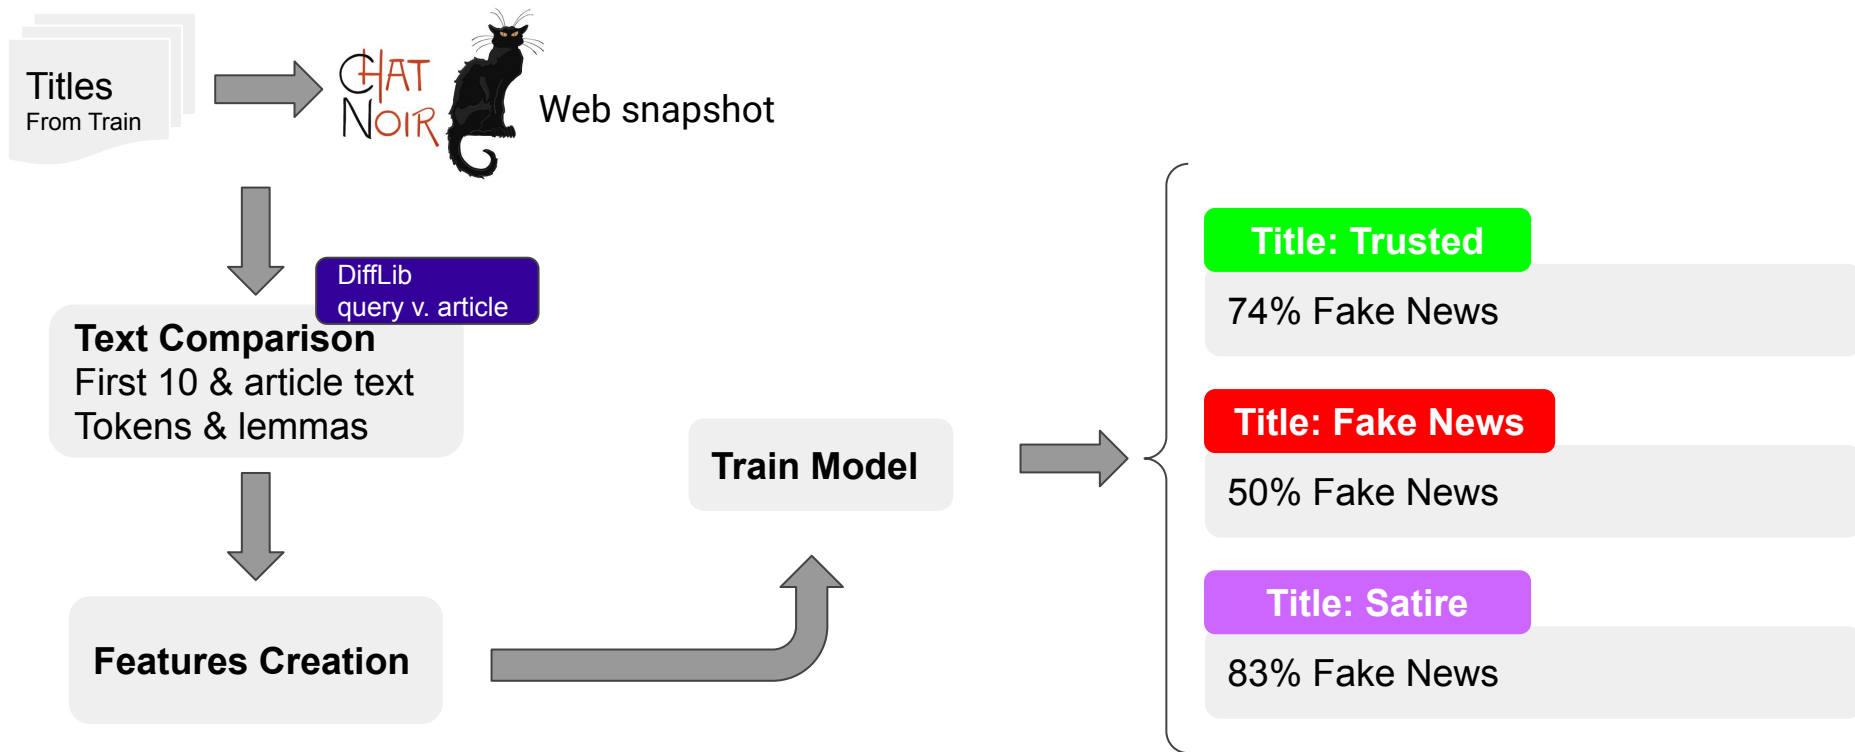 Titles
From Train
CHAT
NOIR
Web snapshot
DiffLib
query v. article
Text Comparison
First 10 & article text
Tokens & lemmas
Features Creation
Train Model
Title: Trusted
74% Fake News
Title: Fake News
50% Fake News
Title: Satire
83% Fake News